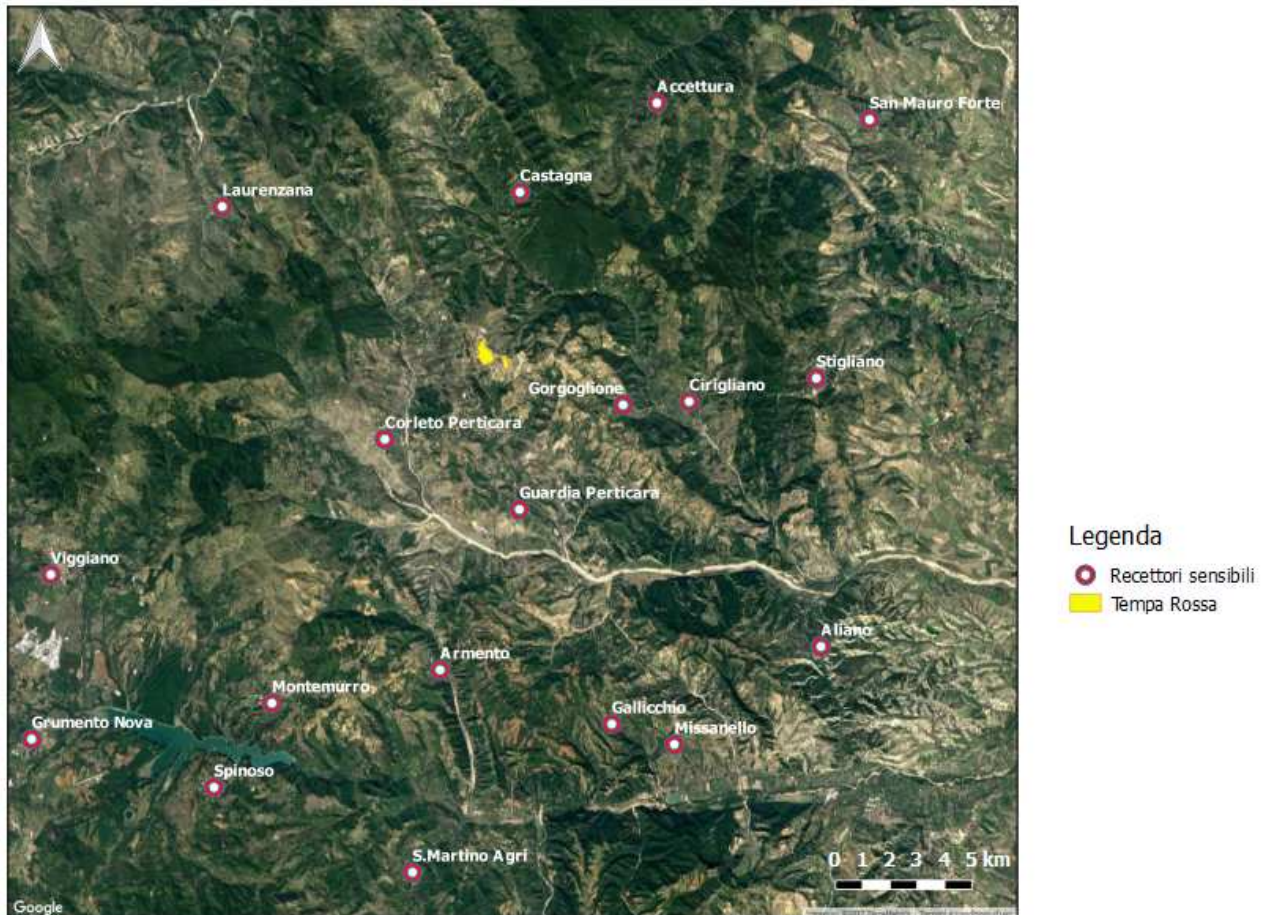 Accettura
San Mauro Forte
Castagna
Laurenzana
Stigliano
Gorgoglione
Cirigliano
Corleto Perticara
Guardia Perticara
Viggiano
Aliano
Armento
Montemurro
Gallicchio
Grumento Nova
Missanello
Spinoso
S.Martino Agri
0 1 2 3 4 5 km
Google
Legenda
Recettori sensibili
Tempa Rossa